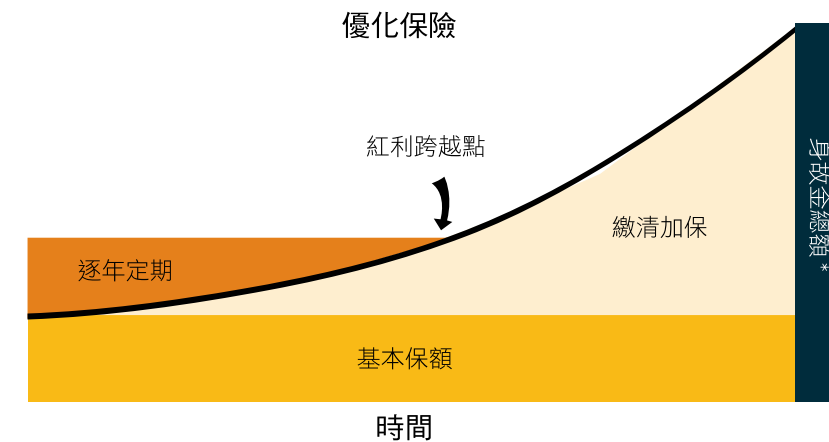 優化保險
紅利跨越點
繳清加保
逐年定期
基本保額
身故金總額*
時間